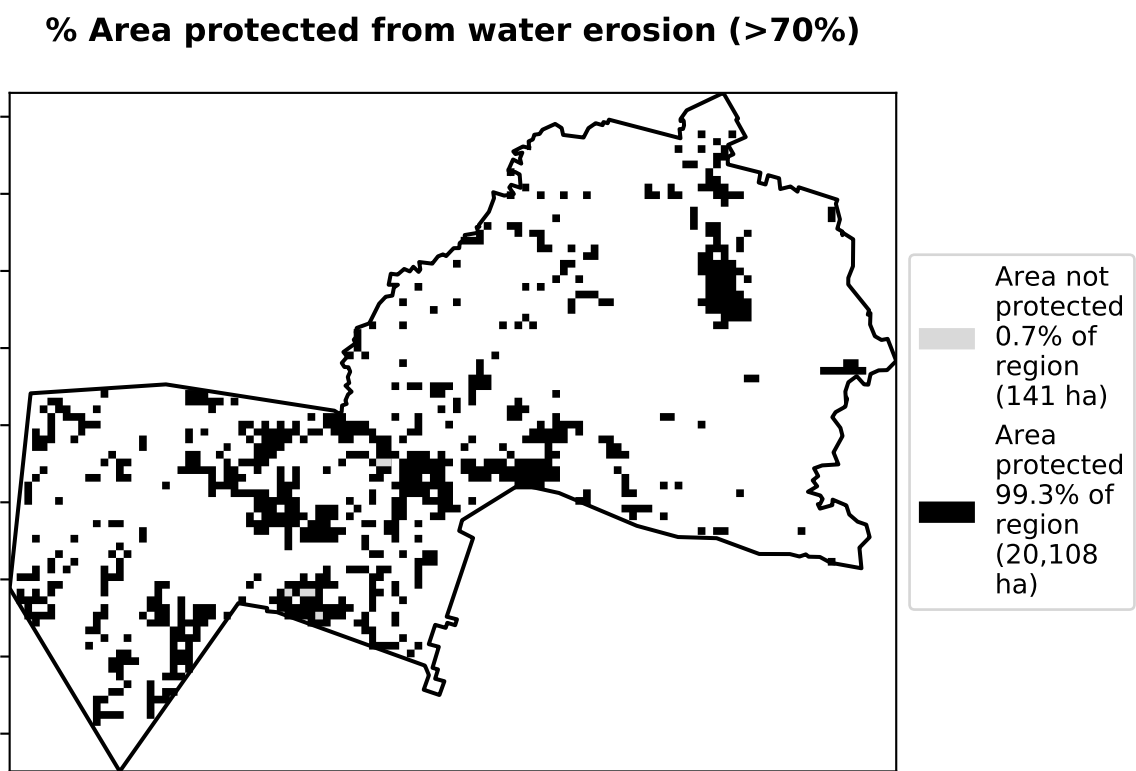 % Area protected from water erosion (>70%)
Area not
protected
0.7% of
region
(141 ha)
Area
protected
99.3% of
region
(20,108
ha)